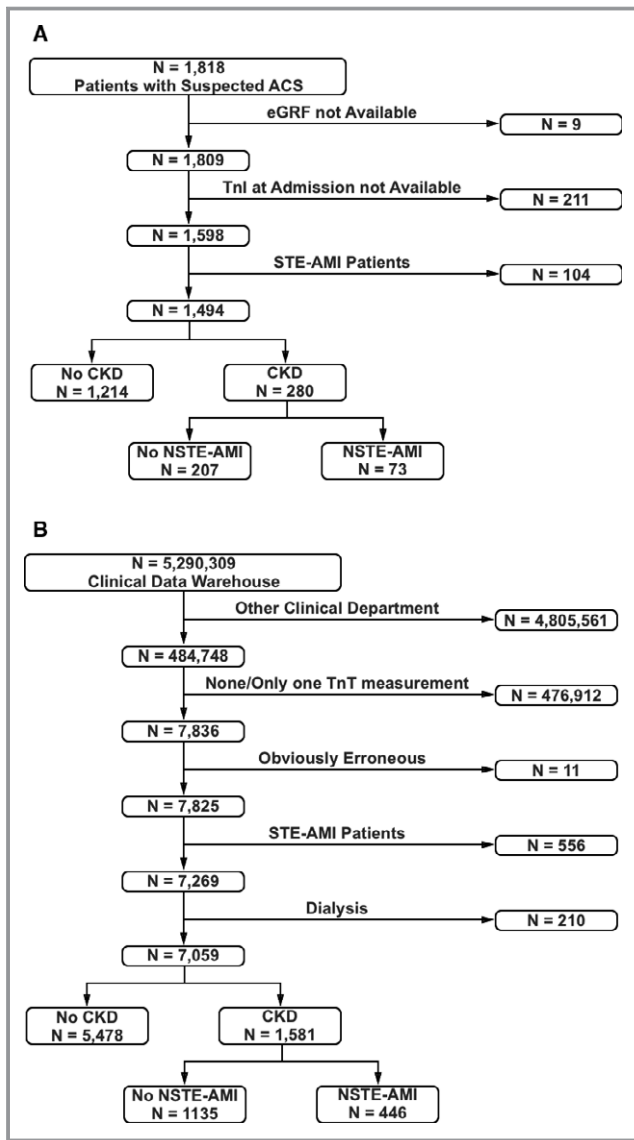 A
N = 1,818
Patients with Suspected ACS
eGRF not Available
N = 9
N = 1,809
TnI at Admission not Available
N = 211
N = 1,598
STE-AMI Patients
N = 104
N = 1,494
No CKD
N = 1,214
CKD
N = 280
No NSTE-AMI
N = 207
NSTE-AMI
N = 73
B
N = 5,290,309
Clinical Data Warehouse
Other Clinical Department
N = 4,805,561
N = 484,748
None/Only one TnT measurement
N = 476,912
N = 7,836
Obviously Erroneous
N = 11
N = 7,825
STE-AMI Patients
N = 556
N = 7,269
Dialysis
N = 210
N = 7,059
No CKD
N = 5,478
CKD
N = 1,581
No NSTE-AMI
N = 1135
NSTE-AMI
N = 446